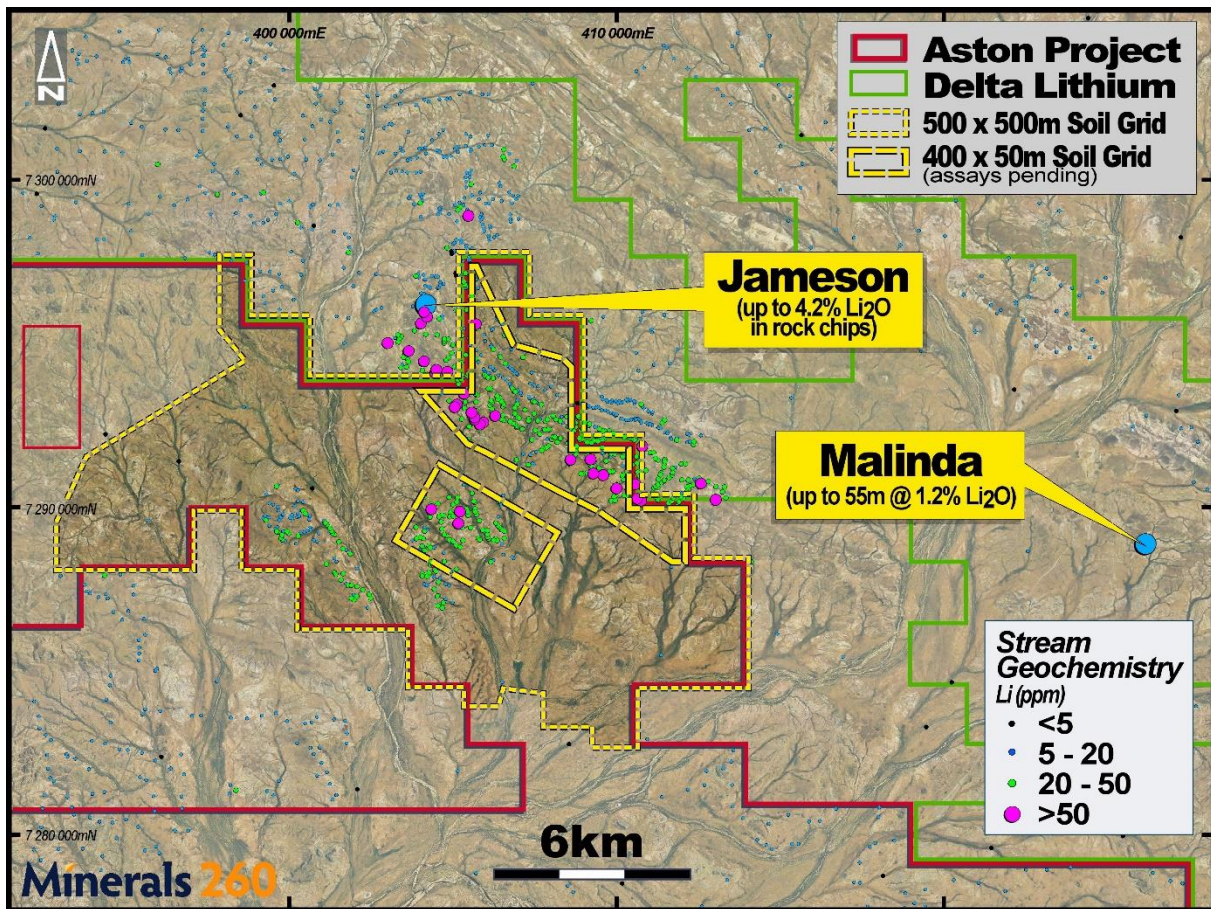 400 000mE
410 000mE
N
Aston Project
Delta Lithium
500 x 500m Soil Grid
400 x 50m Soil Grid
(assays pending)
7 300 000mN
Jameson
(up to 4.2% Li2O
in rock chips)
Malinda
(up to 55m @ 1.2% Li2O)
7 290 000mN
Stream
Geochemistry
Li (ppm)
<5
5 - 20
20 - 50
>50
7 280 000mN
6km
Minerals 260